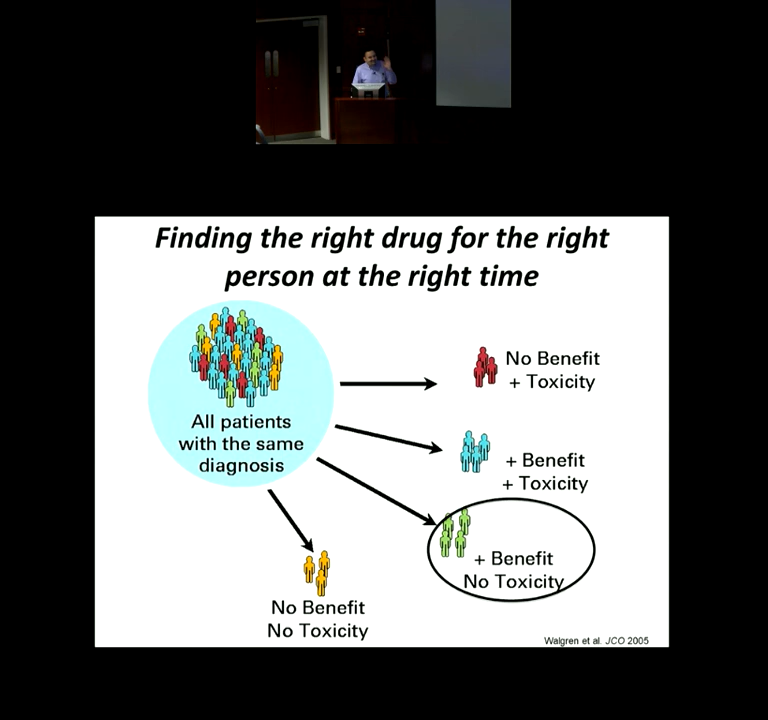 Finding the right drug for the right
person at the right time
All patients
with the same
diagnosis
No Benefit
+ Toxicity
+ Benefit
+ Toxicity
+ Benefit
No Toxicity
No Benefit
No Toxicity
Walgren et al. JCO 2005